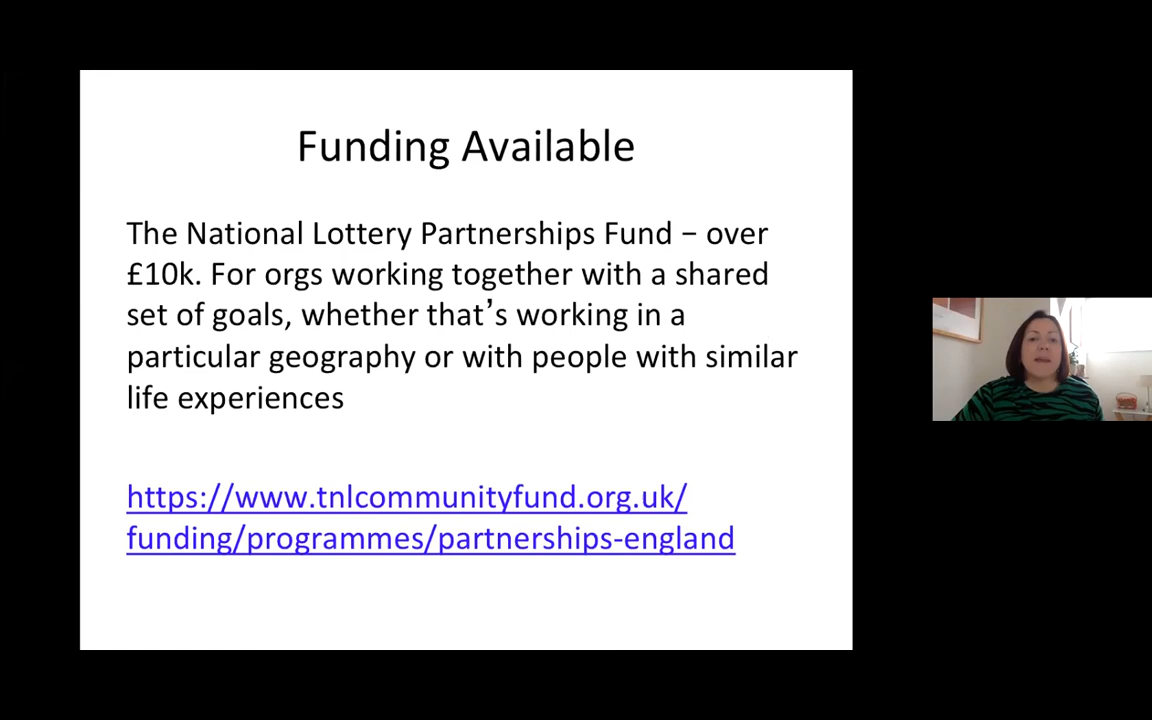 Funding Available
The National Lottery Partnerships Fund – over
£10k. For orgs working together with a shared
set of goals, whether that’s working in a
particular geography or with people with similar
life experiences
https://www.tnlcommunityfund.org.uk/
funding/programmes/partnerships-england